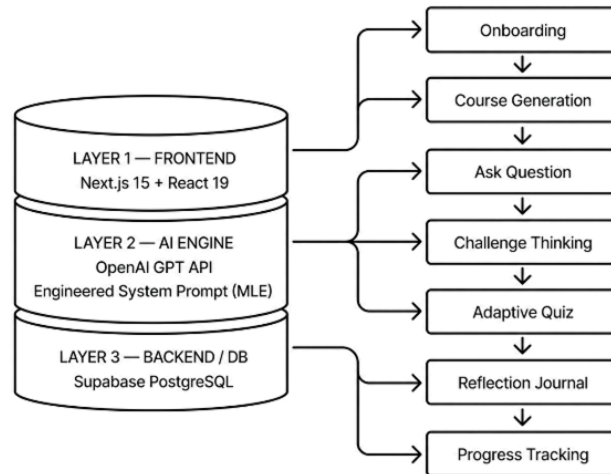 LAYER 1 — FRONTEND
Next.js 15 + React 19
LAYER 2 — AI ENGINE
OpenAI GPT API
Engineered System Prompt (MLE)
LAYER 3 — BACKEND / DB
Supabase PostgreSQL
Onboarding
Course Generation
Ask Question
Challenge Thinking
Adaptive Quiz
Reflection Journal
Progress Tracking